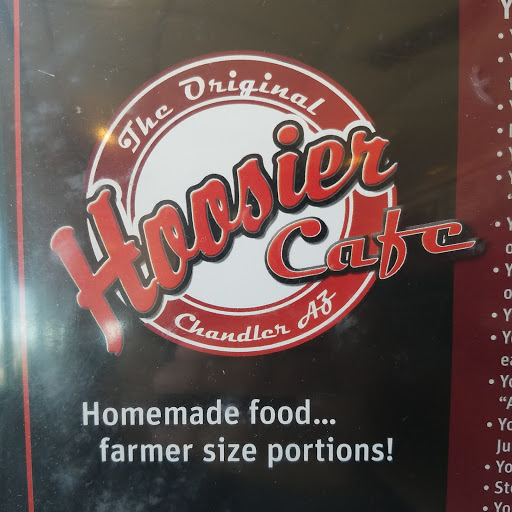 The Original
Hoosier
Cafe
Chandler AZ
Homemade food...
farmer size portions!